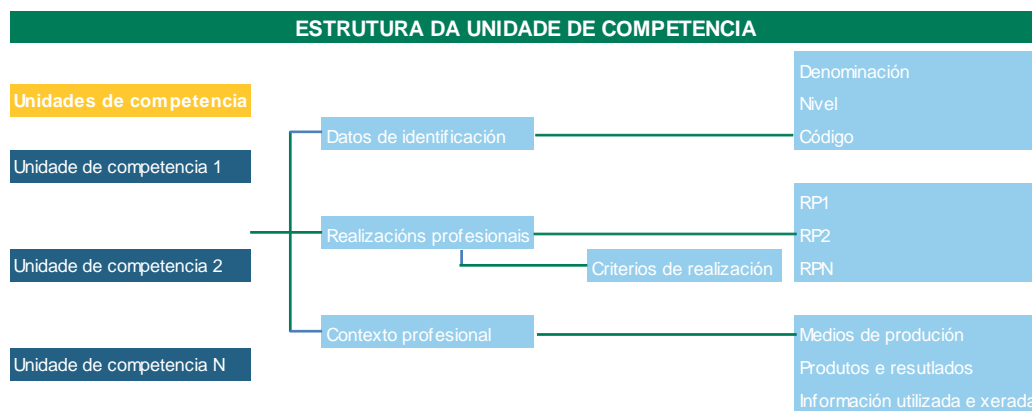 ESTRUTURA DA UNIDADE DE COMPETENCIA
Unidades de competencia
Unidade de competencia 1
Unidade de competencia 2
Unidade de competencia N
Datos de identificación
Denominación
Nivel
Código
Realizacións profesionais
Criterios de realización
RP1
RP2
RPN
Contexto profesional
Medios de produción
Produtos e resutlados
Información utilizada e xerada